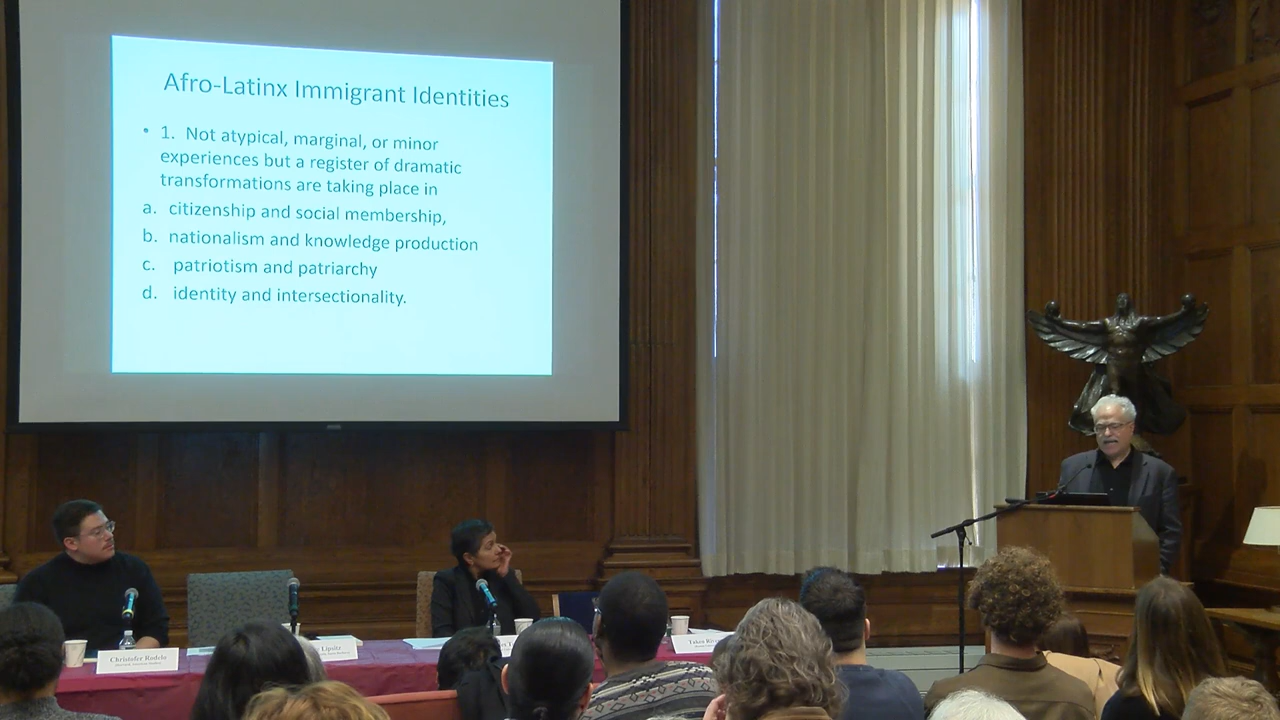 Afro-Latinx Immigrant Identities
• 1. Not atypical, marginal, or minor
experiences but a register of dramatic
transformations are taking place in
a. citizenship and social membership,
b. nationalism and knowledge production
c. patriotism and patriarchy
d. identity and intersectionality.
Christofer Rodelo
Lipsitz